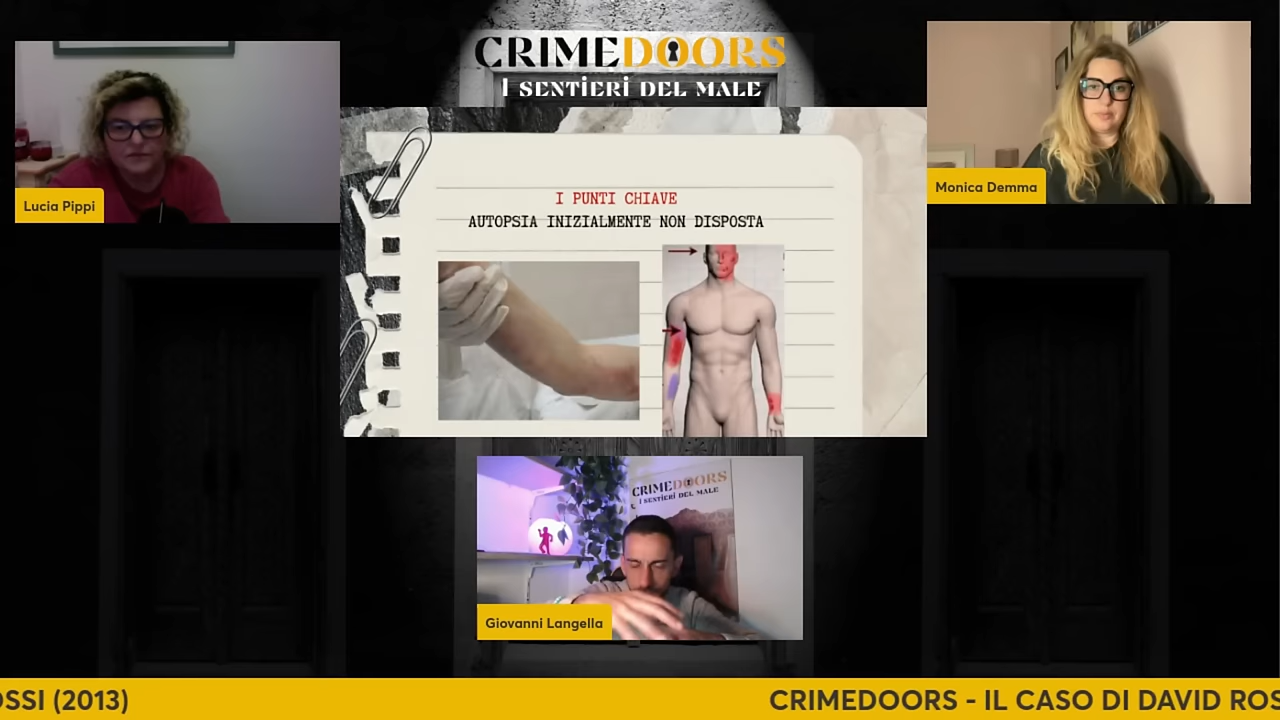 CRIMEDOORS
I SENTIERI DEL MALE
Lucia Pippi
Monica Demma
I PUNTI CHIAVE
AUTOPSIA INIZIALMENTE NON DISPOSTA
CRIMEDOORS
I SENTIERI DEL MALE
Giovanni Langella
OSSI (2013)
CRIMEDOORS - IL CASO DI DAVID ROS